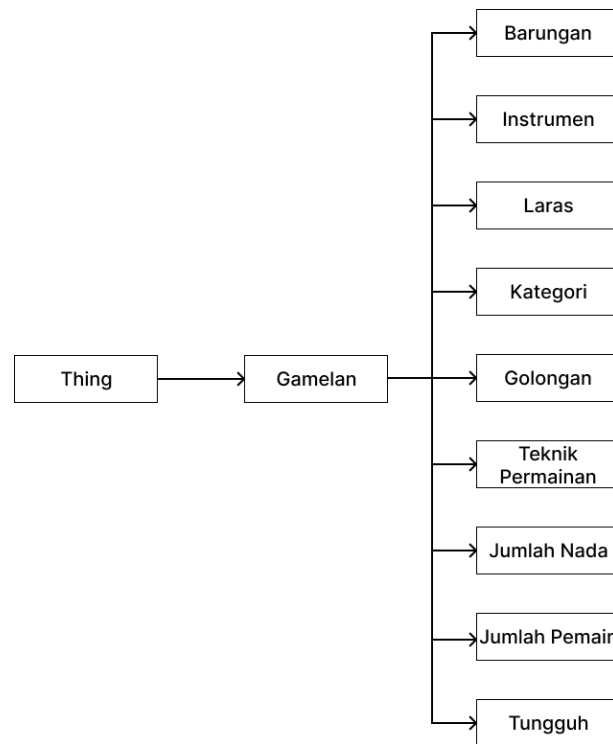 Barungan
Instrumen
Laras
Kategori
Thing
Gamelan
Golongan
Teknik
Permainan
Jumlah Nada
Jumlah Pemain
Tungguh